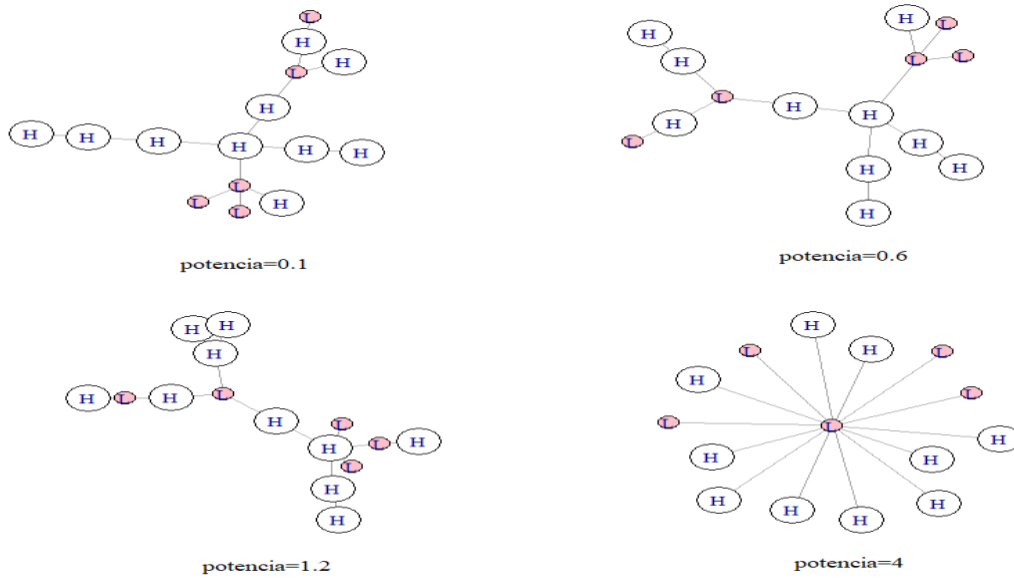 L
H
L H
H
H H H H H H
L
L H
L
potencia=0.1
H L
H
H L L
L H H
H
L H
H H
H
potencia=0.6
H H
H
H L H L
H L
H L H
L
H
H
potencia=1.2
H
L H L
H L
L L H
H H
H H
H H
potencia=4